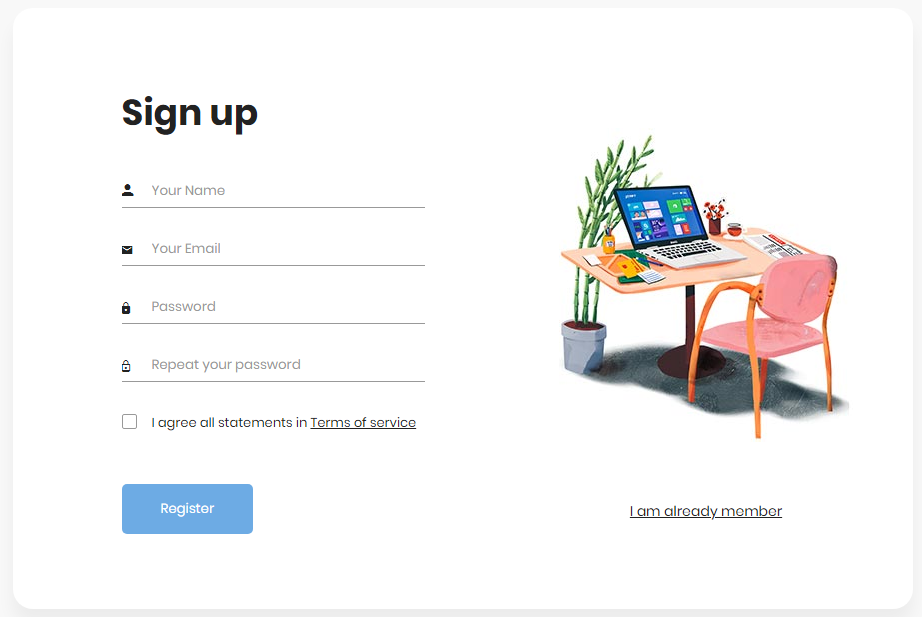 Sign up
Your Name
Your Email
Password
Repeat your password
I agree all statements in Terms of service
Register
I am already member